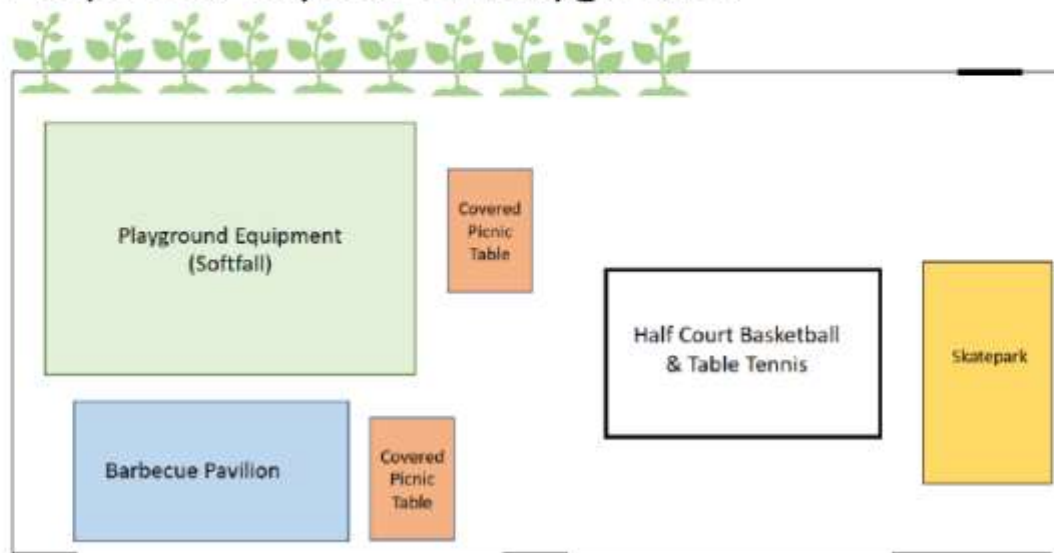 Playground Equipment
(Softfall)
Covered
Picnic
Table
Half Court Basketball
& Table Tennis
Skatepark
Barbecue Pavilion
Covered
Picnic
Table